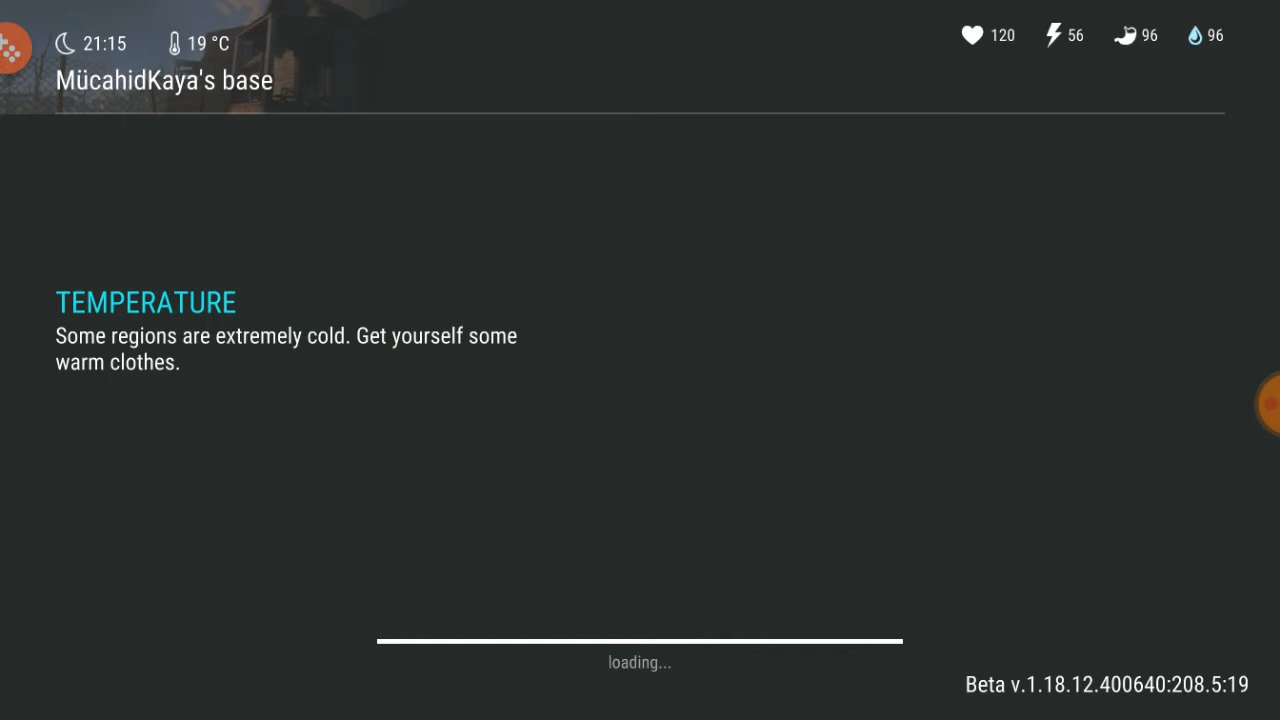 21:15 19 °C 120 56 96 96
MücahidKaya's base
TEMPERATURE
Some regions are extremely cold. Get yourself some
warm clothes.
loading...
Beta v.1.18.12.400640:208.5:19